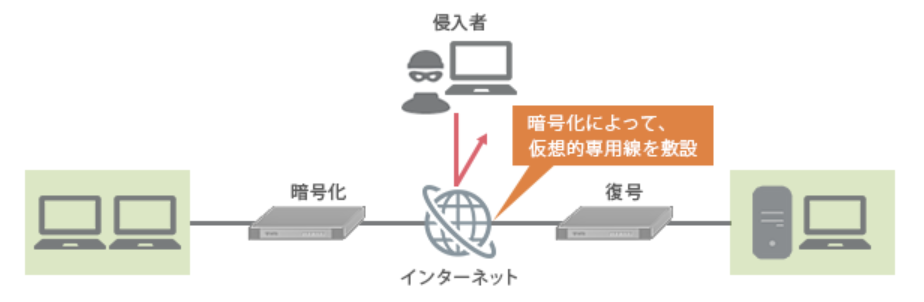 侵入者
暗号化によって、
仮想的専用線を敷設
暗号化
復号
インターネット